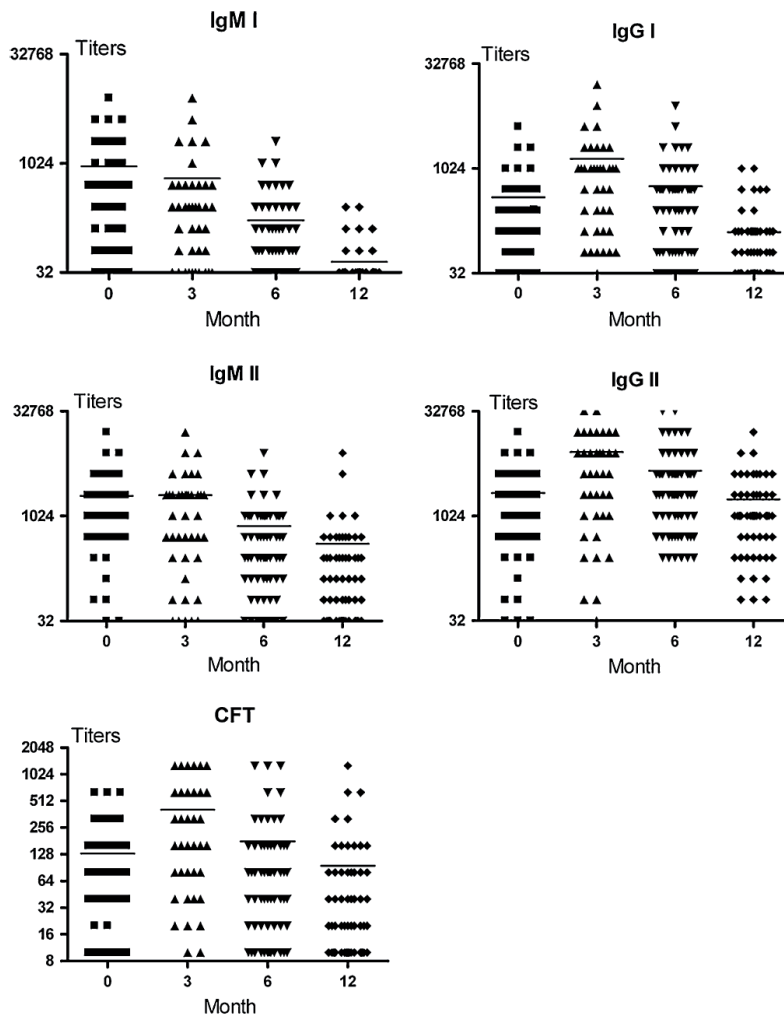 IgM I
Titers
32768
1024
32
0 3 6 12
Month
IgG I
Titers
32768
1024
32
0 3 6 12
Month
IgM II
Titers
32768
1024
32
0 3 6 12
Month
IgG II
Titers
32768
1024
32
0 3 6 12
Month
CFT
Titers
2048
1024
512
256
128
64
32
16
8
0 3 6 12
Month